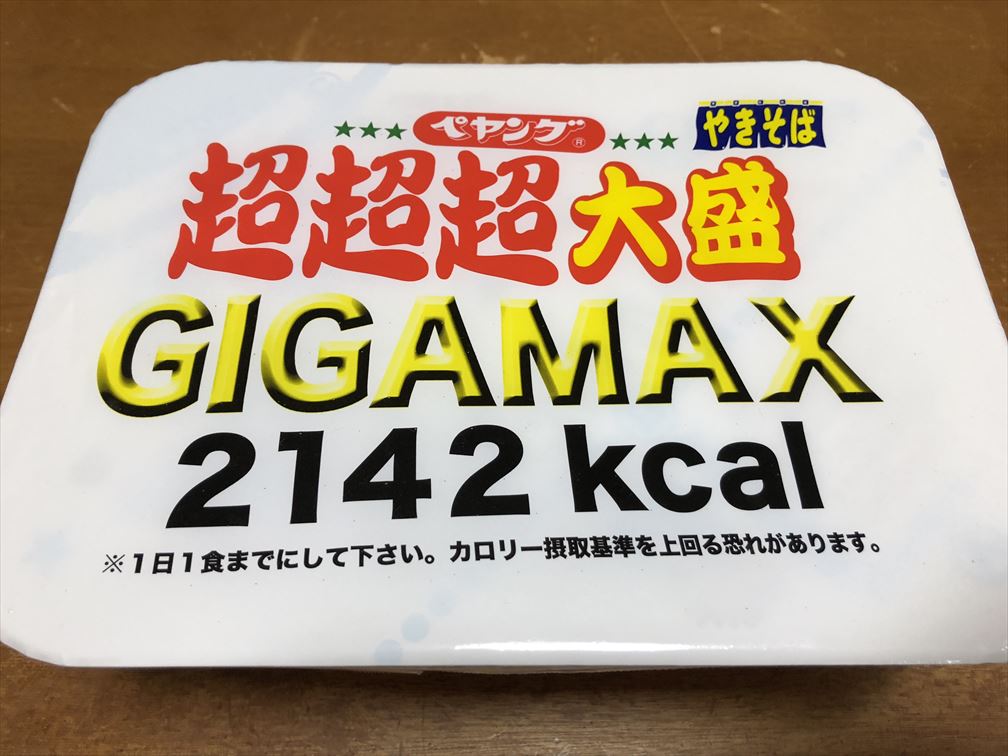 ★★★ペヤング®★★★
やきそば
超超超大盛
GIGAMAX
2142kcal
※1日1食までにして下さい。カロリー摂取基準を上回る恐れがあります。